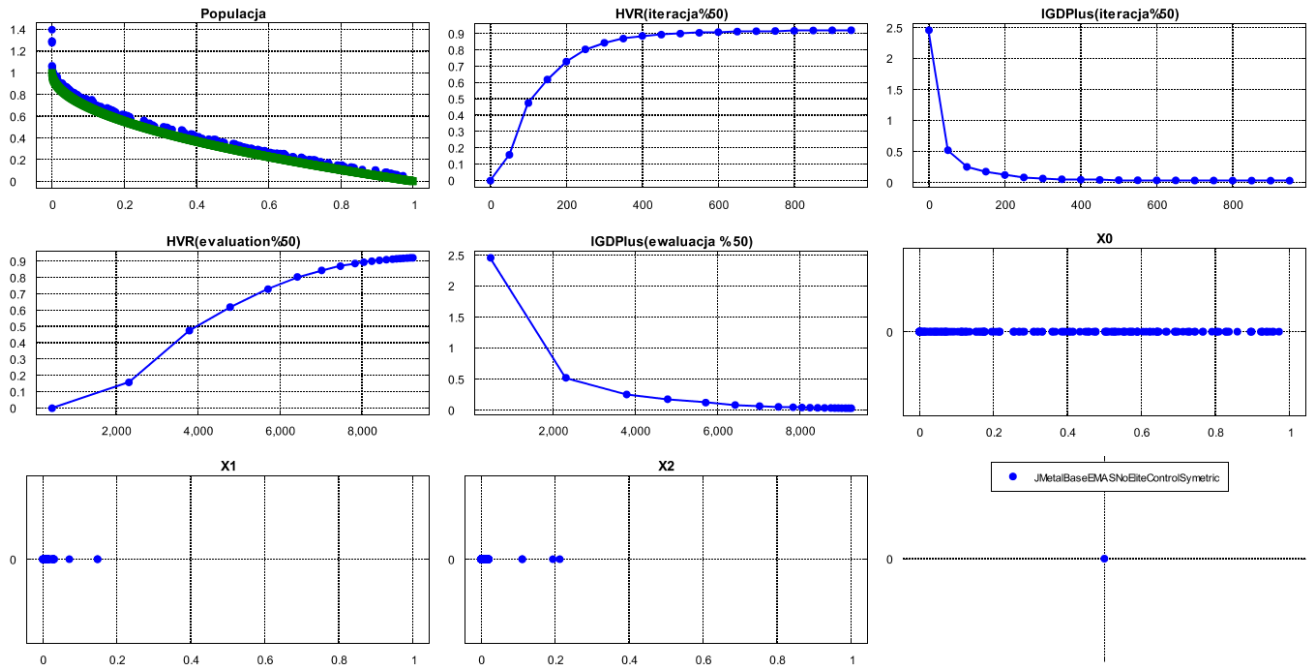 Populacja
1.4
1.2
1
0.8
0.6
0.4
0.2
0
0 0.2 0.4 0.6 0.8 1
HVR(iteracja%50)
0.9
0.8
0.7
0.6
0.5
0.4
0.3
0.2
0.1
0
0 200 400 600 800
IGDPlus(iteracja%50)
2.5
2
1.5
1
0.5
0
0 200 400 600 800
HVR(evaluation%50)
0.9
0.8
0.7
0.6
0.5
0.4
0.3
0.2
0.1
0
2,000 4,000 6,000 8,000
IGDPlus(ewaluacja %50)
2.5
2
1.5
1
0.5
0
2,000 4,000 6,000 8,000
X0
0
0 0.2 0.4 0.6 0.8 1
X1
0
0 0.2 0.4 0.6 0.8 1
X2
0
0 0.2 0.4 0.6 0.8 1
JMetalBaseEMASNoEliteControlSymetric
0